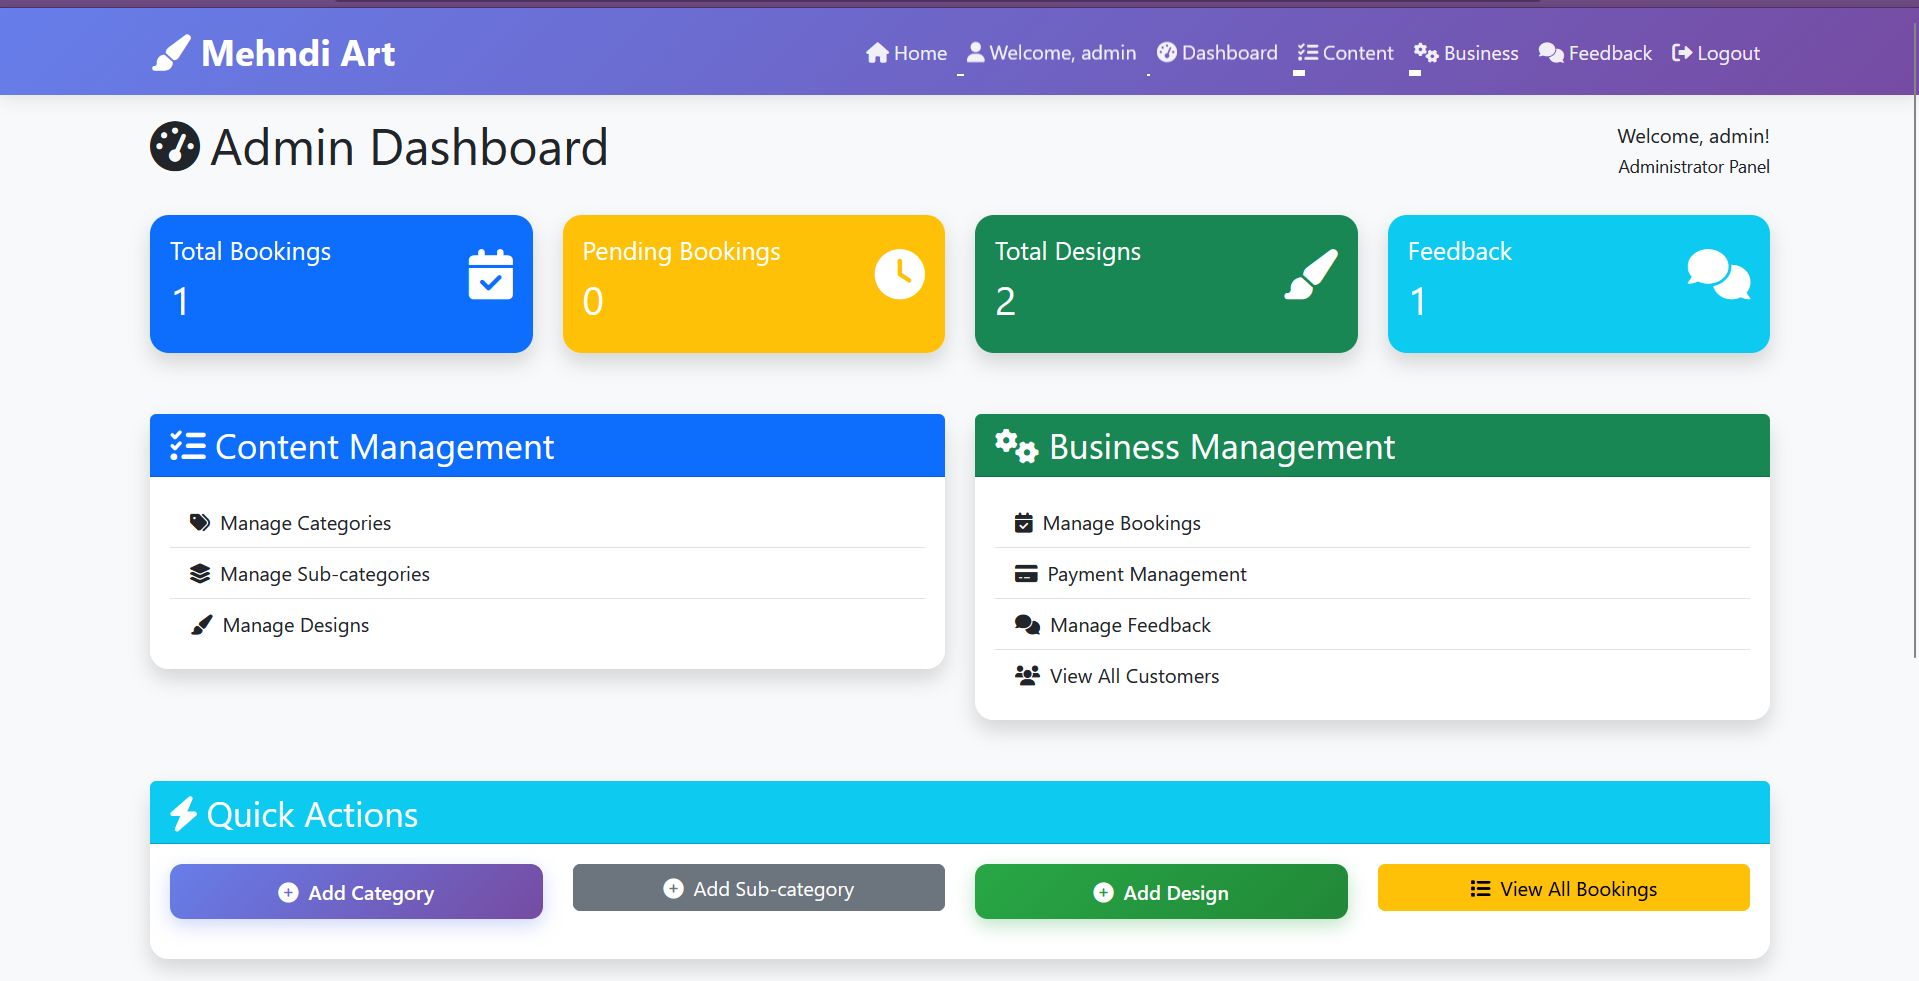 Mehndi Art
Home Welcome, admin Dashboard Content Business Feedback Logout
Admin Dashboard
Welcome, admin!
Administrator Panel
Total Bookings
1
Pending Bookings
0
Total Designs
2
Feedback
1
Content Management
Manage Categories
Manage Sub-categories
Manage Designs
Business Management
Manage Bookings
Payment Management
Manage Feedback
View All Customers
Quick Actions
Add Category
Add Sub-category
Add Design
View All Bookings